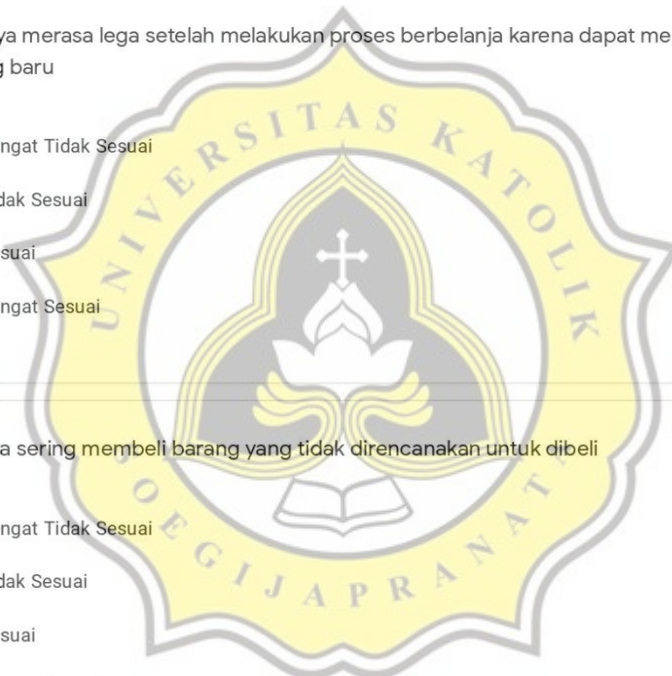 ya merasa lega setelah melakukan proses berbelanja karena dapat me
g baru
ngat Tidak Sesuai
dak Sesuai
suai
ngat Sesuai
a sering membeli barang yang tidak direncanakan untuk dibeli
ngat Tidak Sesuai
dak Sesuai
suai
UNIVERSITAS KATOLIK
SOEGIJAPRANATA